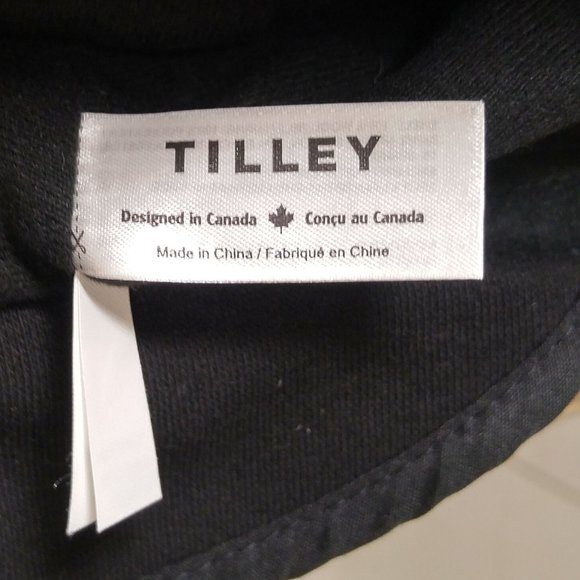 TILLEY
Designed in Canada Conçu au Canada
Made in China / Fabriqué en Chine